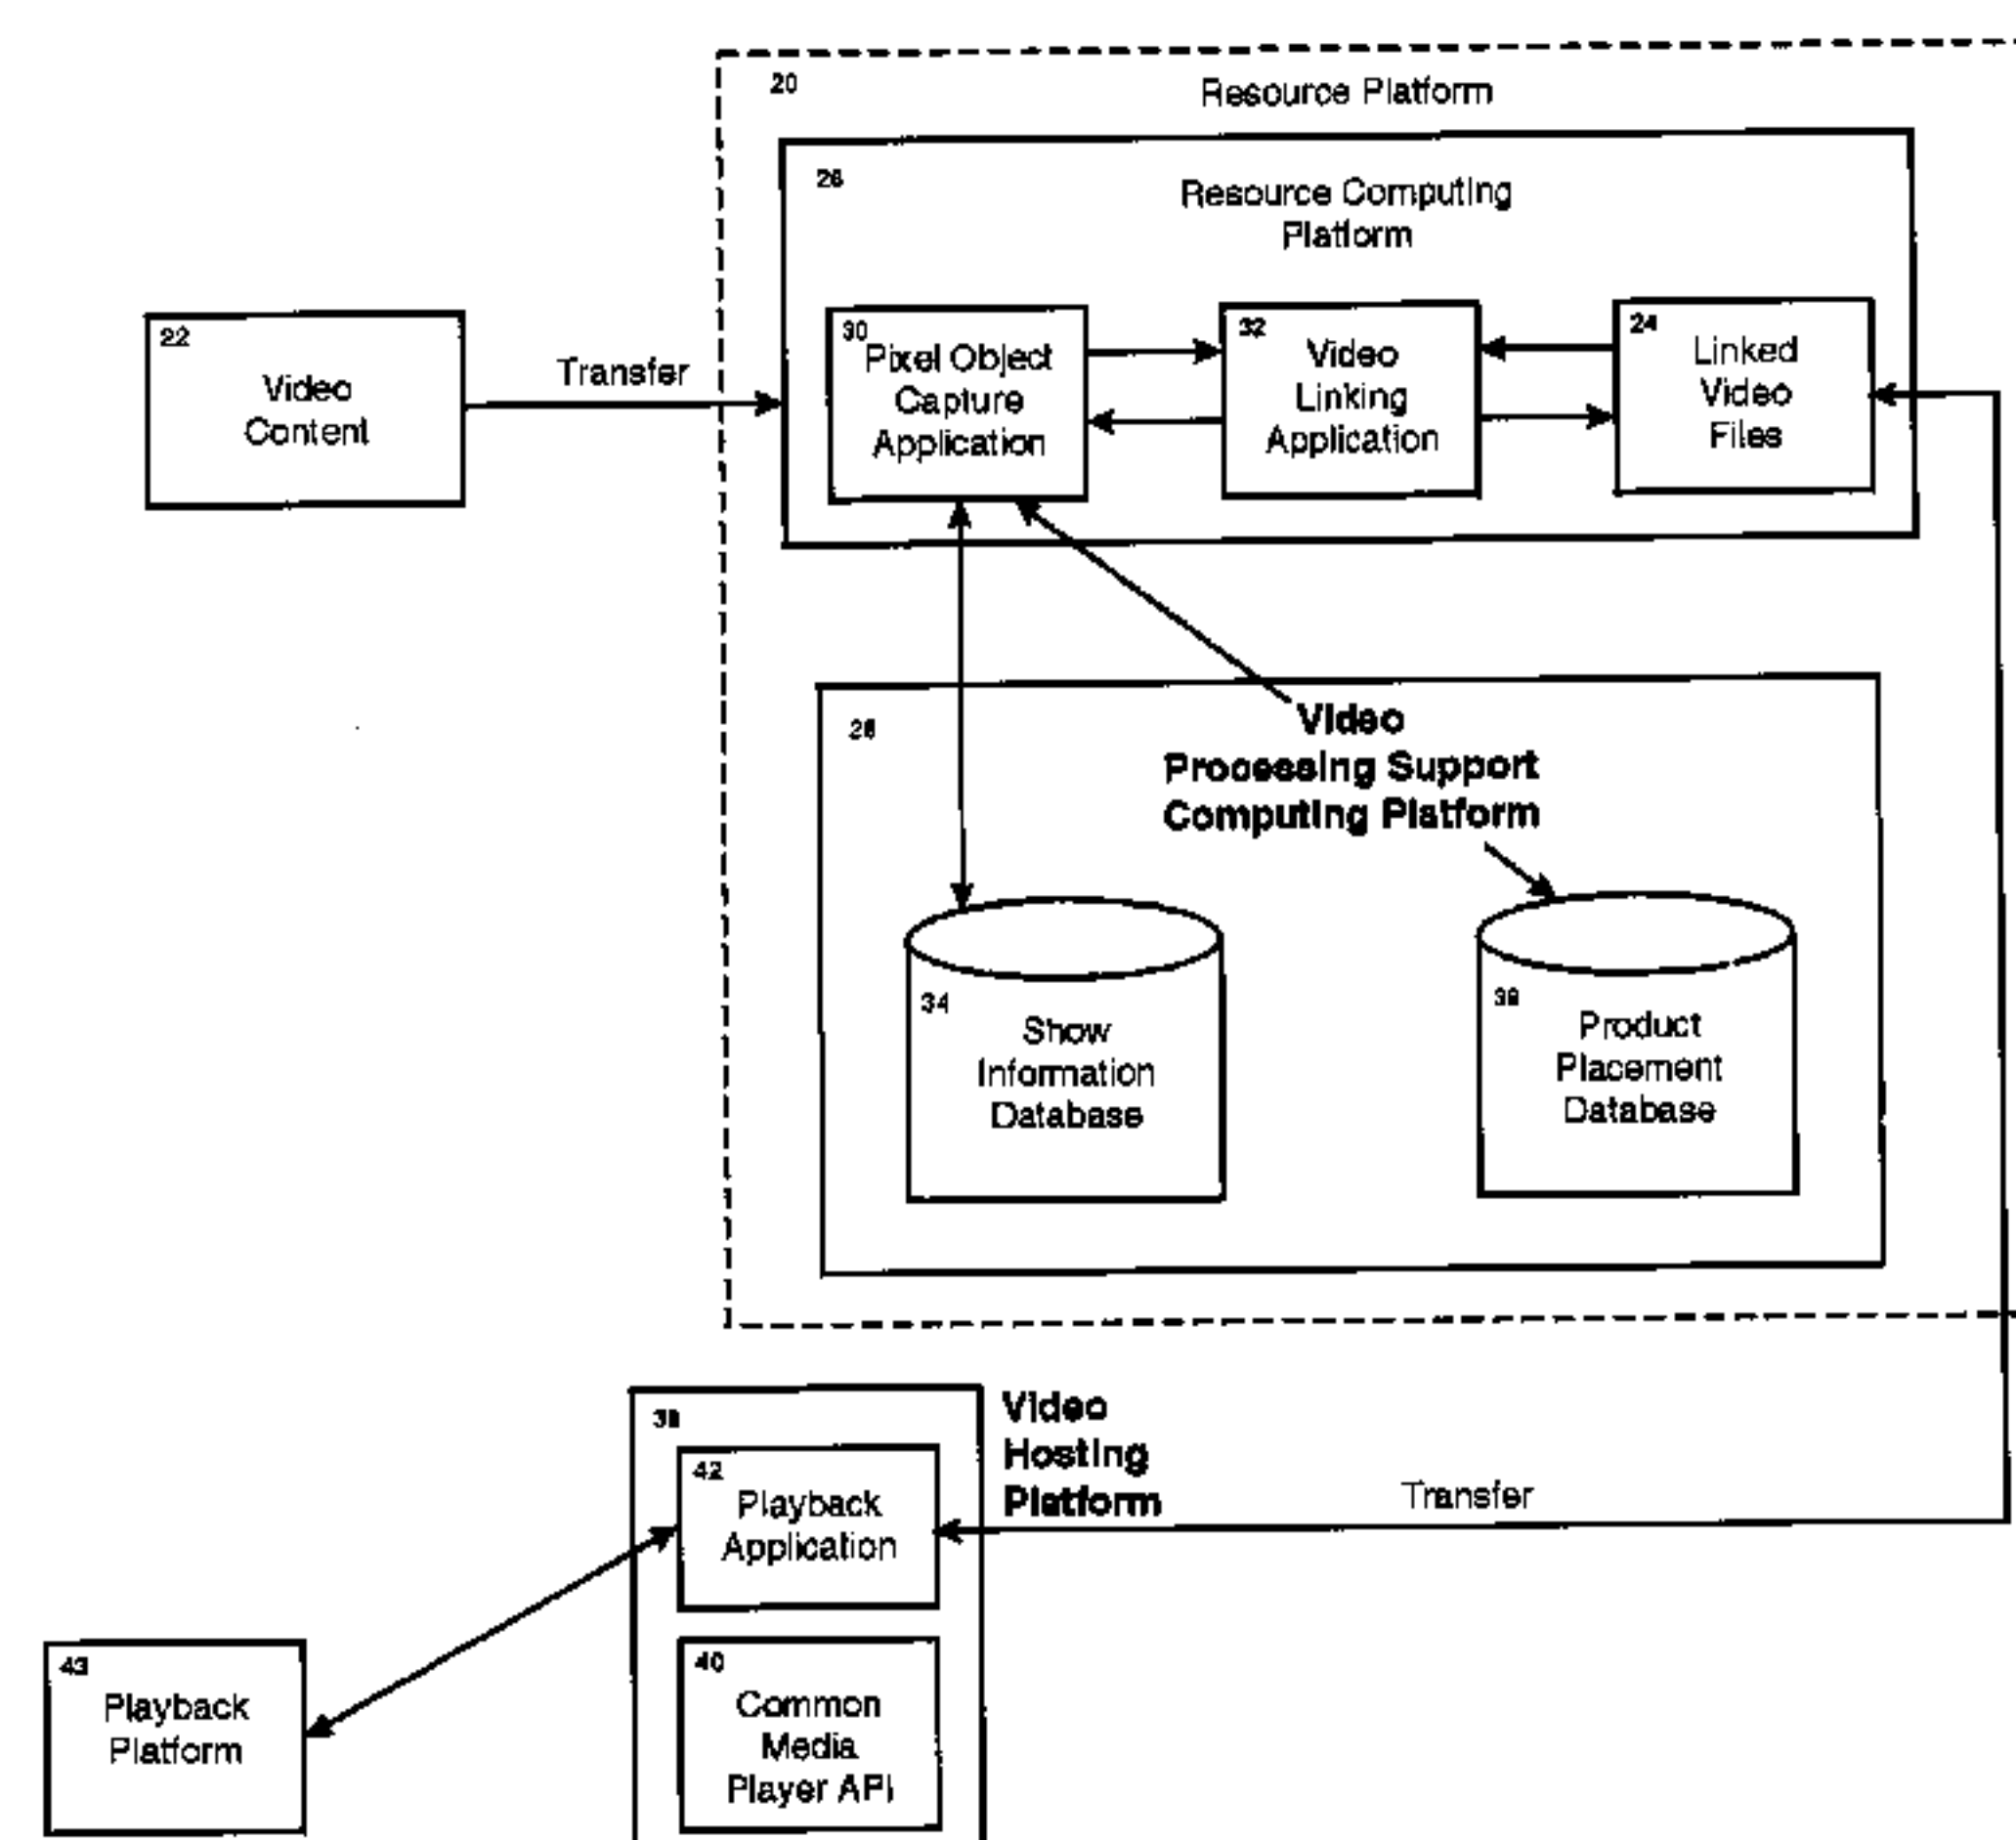 20
Resource Platform
26
Resource Computing
Platform
22
Video
Content
Transfer
30
Pixel Object
Capture
Application
32
Video
Linking
Application
24
Linked
Video
Files
Video
Processing Support
Computing Platform
34
Show
Information
Database
Product
Placement
Database
Video
Hosting
Platform
42
Playback
Application
Transfer
43
Playback
Platform
40
Common
Media
Player API